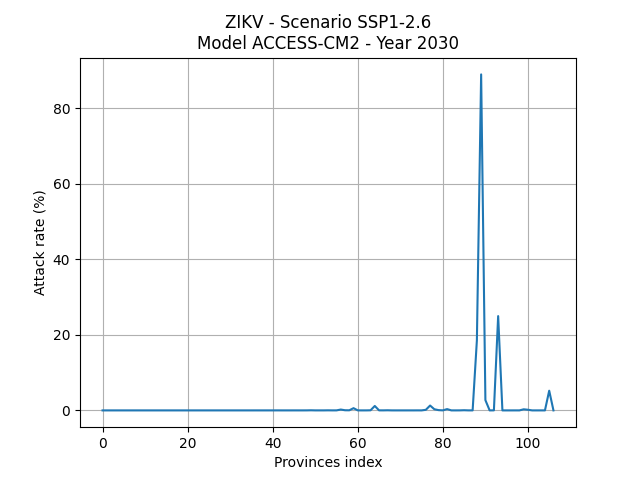 ZIKV - Scenario SSP1-2.6
Model ACCESS-CM2 - Year 2030
Attack rate (%)
80
60
40
20
0
0 20 40 60 80 100
Provinces index